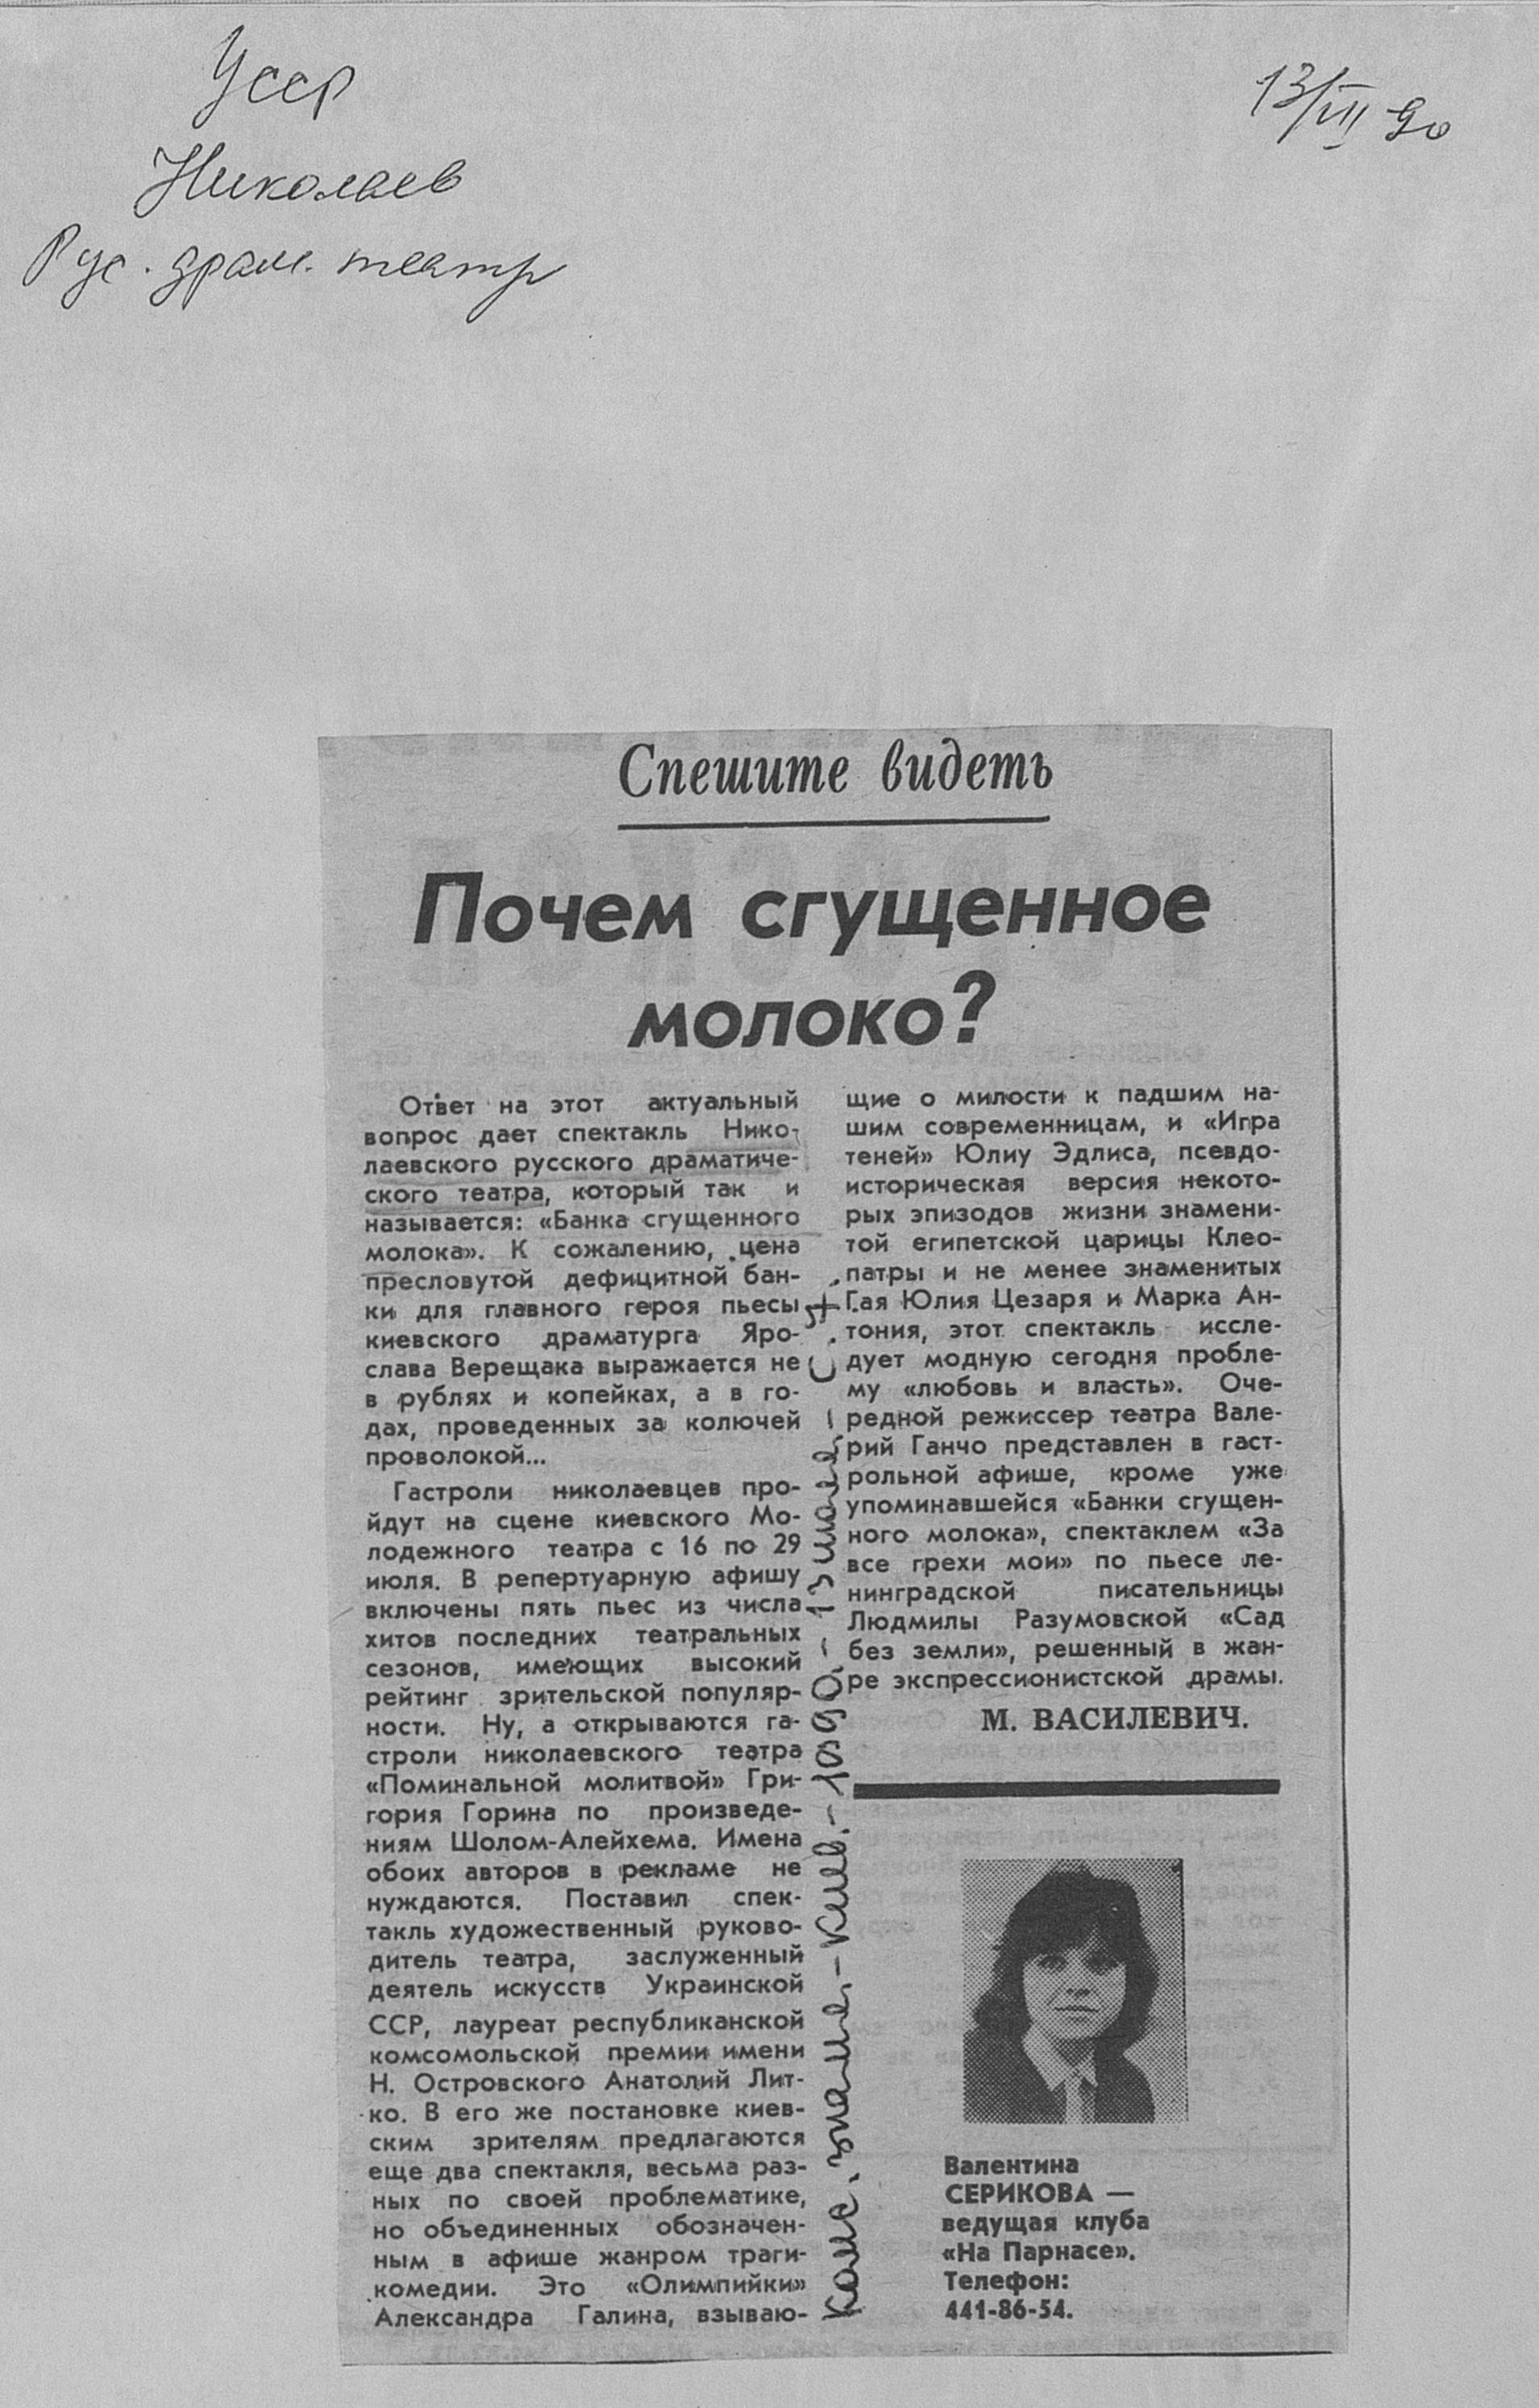 УССР
Николаев
Рус. драм. театр
13/VII 90
Спешите видеть
Почем сгущенное
молоко?
Ответ на этот актуальный
вопрос дает спектакль Нико-
лаевского русского драматиче-
ского театра, который так и
называется: «Банка сгущенного
молока». К сожалению, цена
пресловутой дефицитной бан-
ки для главного героя пьесы
киевского драматурга Яро-
слава Верещака выражается не
в рублях и копейках, а в го-
дах, проведенных за колючей
проволокой...
Гастроли николаевцев про-
йдут на сцене киевского Мо-
лодежного театра с 16 по 29
июля. В репертуарную афишу
включены пять пьес из числа
хитов последних театральных
сезонов, имеющих высокий
рейтинг зрительской популяр-
ности. Ну, а открываются га-
строли николаевского театра
«Поминальной молитвой» Гри-
гория Горина по произведе-
ниям Шолом-Алейхема. Имена
обоих авторов в рекламе не
нуждаются. Поставил спек-
такль художественный руково-
дитель театра, заслуженный
деятель искусств Украинской
ССР, лауреат республиканской
комсомольской премии имени
Н. Островского Анатолий Лит-
ко. В его же постановке киев-
ским зрителям предлагаются
еще два спектакля, весьма раз-
ных по своей проблематике,
но объединенных обозначен-
ным в афише жанром траги-
комедии. Это «Олимпийки»
Александра Галина, взываю-
Комс. знамя. - Киев. - 1990. - 13 июля. - С. 5
щие о милости к падшим на-
шим современницам, и «Игра
теней» Юлиу Эдлиса, псевдо-
историческая версия некото-
рых эпизодов жизни знамени-
той египетской царицы Клео-
патры и не менее знаменитых
Гая Юлия Цезаря и Марка Ан-
тония, этот спектакль иссле-
дует модную сегодня пробле-
му «любовь и власть». Оче-
редной режиссер театра Вале-
рий Ганчо представлен в гаст-
рольной афише, кроме уже
упоминавшейся «Банки сгущен-
ного молока», спектаклем «За
все грехи мои» по пьесе ле-
нинградской писательницы
Людмилы Разумовской «Сад
без земли», решенный в жан-
ре экспрессионистской драмы.
М. ВАСИЛЕВИЧ.
Валентина
СЕРИКОВА —
ведущая клуба
«На Парнасе».
Телефон:
441-86-54.